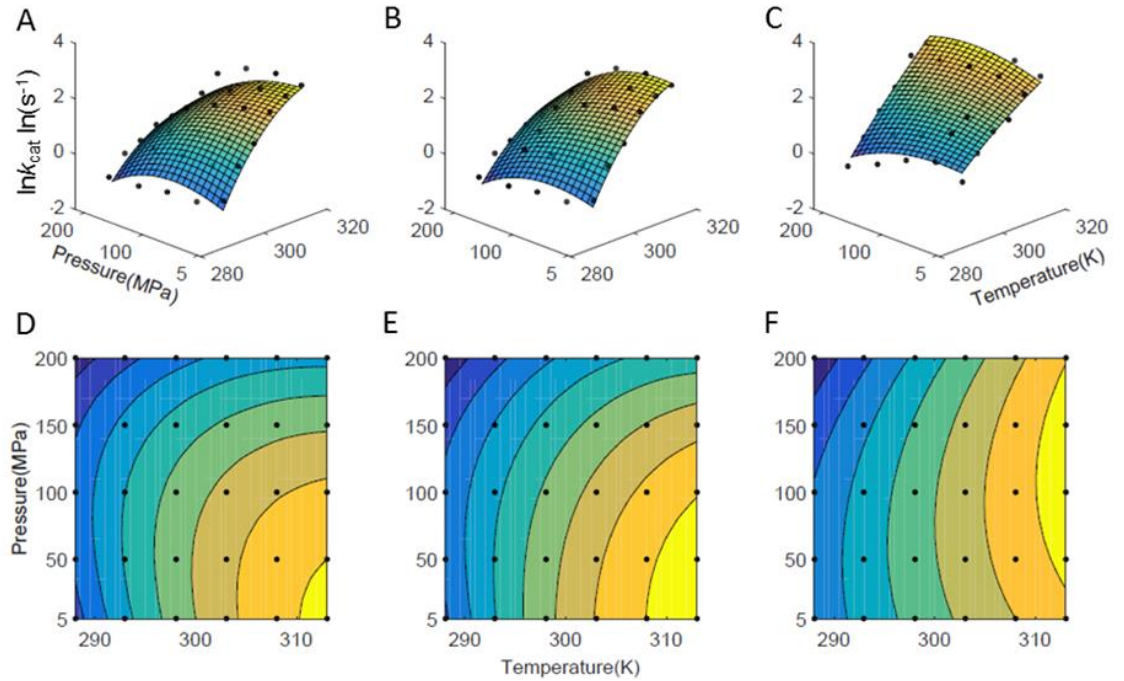 A B C
4 4 4
lnkcat ln(s⁻¹)
2 2 2
0 0 0
-2 -2 -2
200 320 200 320 200 320
100 300 100 300 100 300
5 280 5 280 5 280
Pressure(MPa) Temperature(K)
D E F
200 200 200
150 150 150
Pressure(MPa)
100 100 100
50 50 50
5 5 5
290 300 310 290 300 310 290 300 310
Temperature(K)